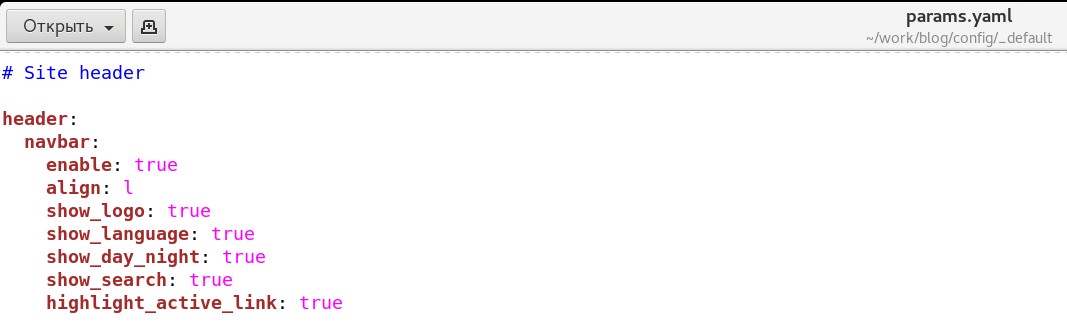 Открыть
params.yaml
~/work/blog/config/_default
# Site header
header:
  navbar:
    enable: true
    align: l
    show_logo: true
    show_language: true
    show_day_night: true
    show_search: true
    highlight_active_link: true